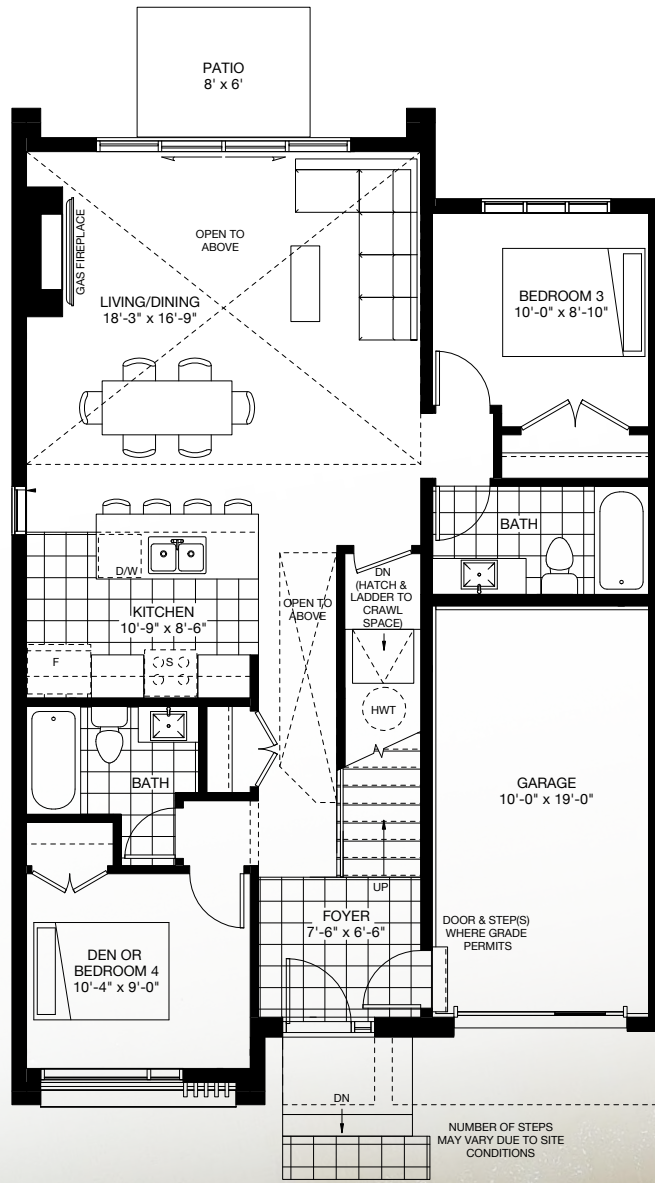 PATIO
8' x 6'
GAS FIREPLACE
OPEN TO
ABOVE
LIVING/DINING
18'-3" x 16'-9"
BEDROOM 3
10'-0" x 8'-10"
BATH
D/W
KITCHEN
10'-9" x 8'-6"
F
S
OPEN TO
ABOVE
DN
(HATCH &
LADDER TO
CRAWL
SPACE)
HWT
BATH
GARAGE
10'-0" x 19'-0"
UP
FOYER
7'-6" x 6'-6"
DOOR & STEP(S)
WHERE GRADE
PERMITS
DEN OR
BEDROOM 4
10'-4" x 9'-0"
DN
NUMBER OF STEPS
MAY VARY DUE TO SITE
CONDITIONS